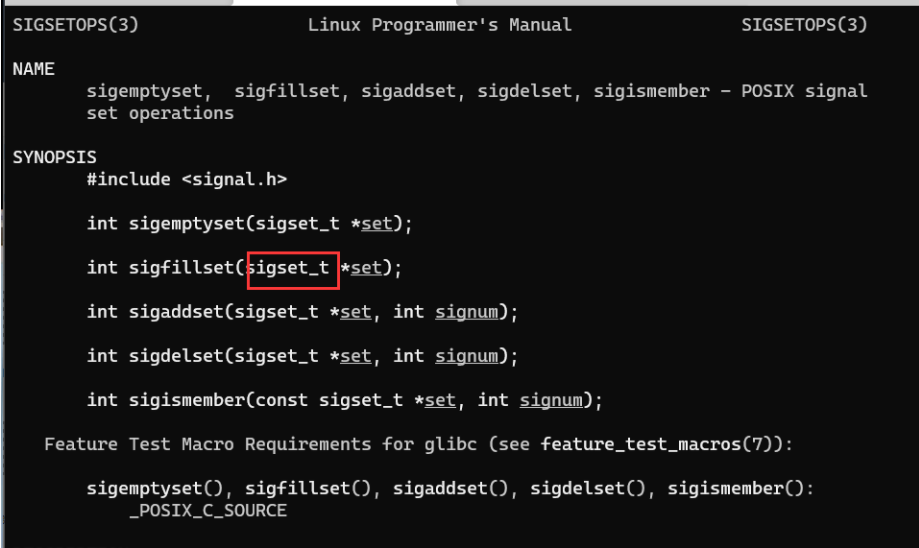 SIGSETOPS(3) Linux Programmer's Manual SIGSETOPS(3)
NAME
sigemptyset, sigfillset, sigaddset, sigdelset, sigismember - POSIX signal
set operations
SYNOPSIS
#include <signal.h>
int sigemptyset(sigset_t *set);
int sigfillset(sigset_t *set);
int sigaddset(sigset_t *set, int signum);
int sigdelset(sigset_t *set, int signum);
int sigismember(const sigset_t *set, int signum);
Feature Test Macro Requirements for glibc (see feature_test_macros(7)):
sigemptyset(), sigfillset(), sigaddset(), sigdelset(), sigismember():
_POSIX_C_SOURCE